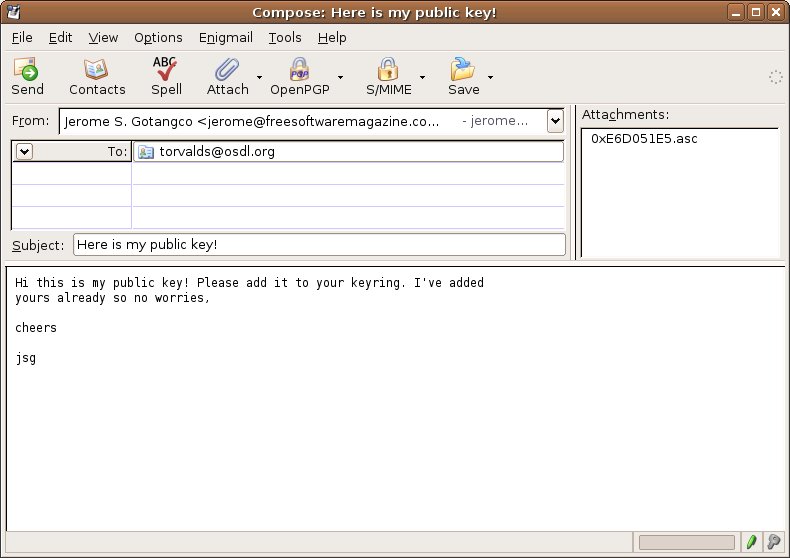 Compose: Here is my public key!
File Edit View Options Enigmail Tools Help
Send Contacts ABC Spell Attach PGP OpenPGP S/MIME Save
From: Jerome S. Gotangco <jerome@freesoftwaremagazine.co... - jerome...
Attachments:
To: torvalds@osdl.org
0xE6D051E5.asc
Subject: Here is my public key!
Hi this is my public key! Please add it to your keyring. I've added
yours already so no worries,
cheers
jsg